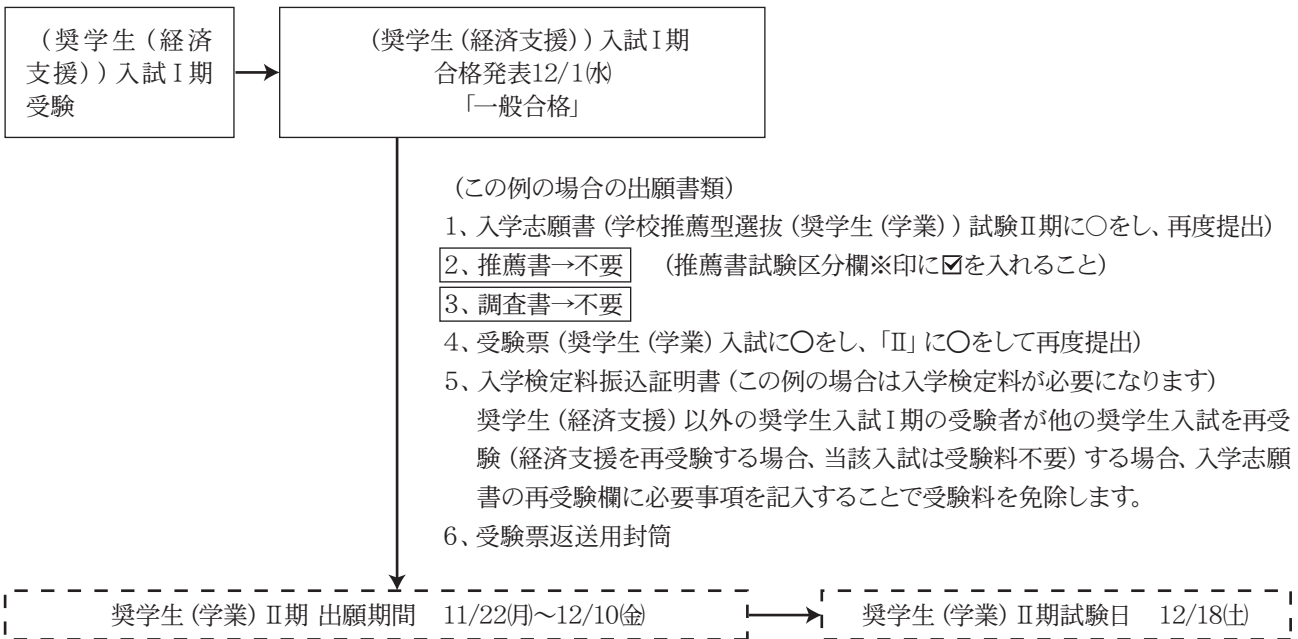 (奨学生(経済
支援))入試Ⅰ期
受験
(奨学生(経済支援))入試Ⅰ期
合格発表12/1㈬
「一般合格」
(この例の場合の出願書類)
1、入学志願書(学校推薦型選抜(奨学生(学業))試験Ⅱ期に○をし、再度提出)
2、推薦書→不要 (推薦書試験区分欄※印に☑を入れること)
3、調査書→不要
4、受験票(奨学生(学業)入試に○をし、「Ⅱ」に○をして再度提出)
5、入学検定料振込証明書(この例の場合は入学検定料が必要になります)
奨学生(経済支援)以外の奨学生入試Ⅰ期の受験者が他の奨学生入試を再受
験(経済支援を再受験する場合、当該入試は受験料不要)する場合、入学志願
書の再受験欄に必要事項を記入することで受験料を免除します。
6、受験票返送用封筒
奨学生(学業)Ⅱ期 出願期間 11/22㈪〜12/10㈮
奨学生(学業)Ⅱ期試験日 12/18㈯